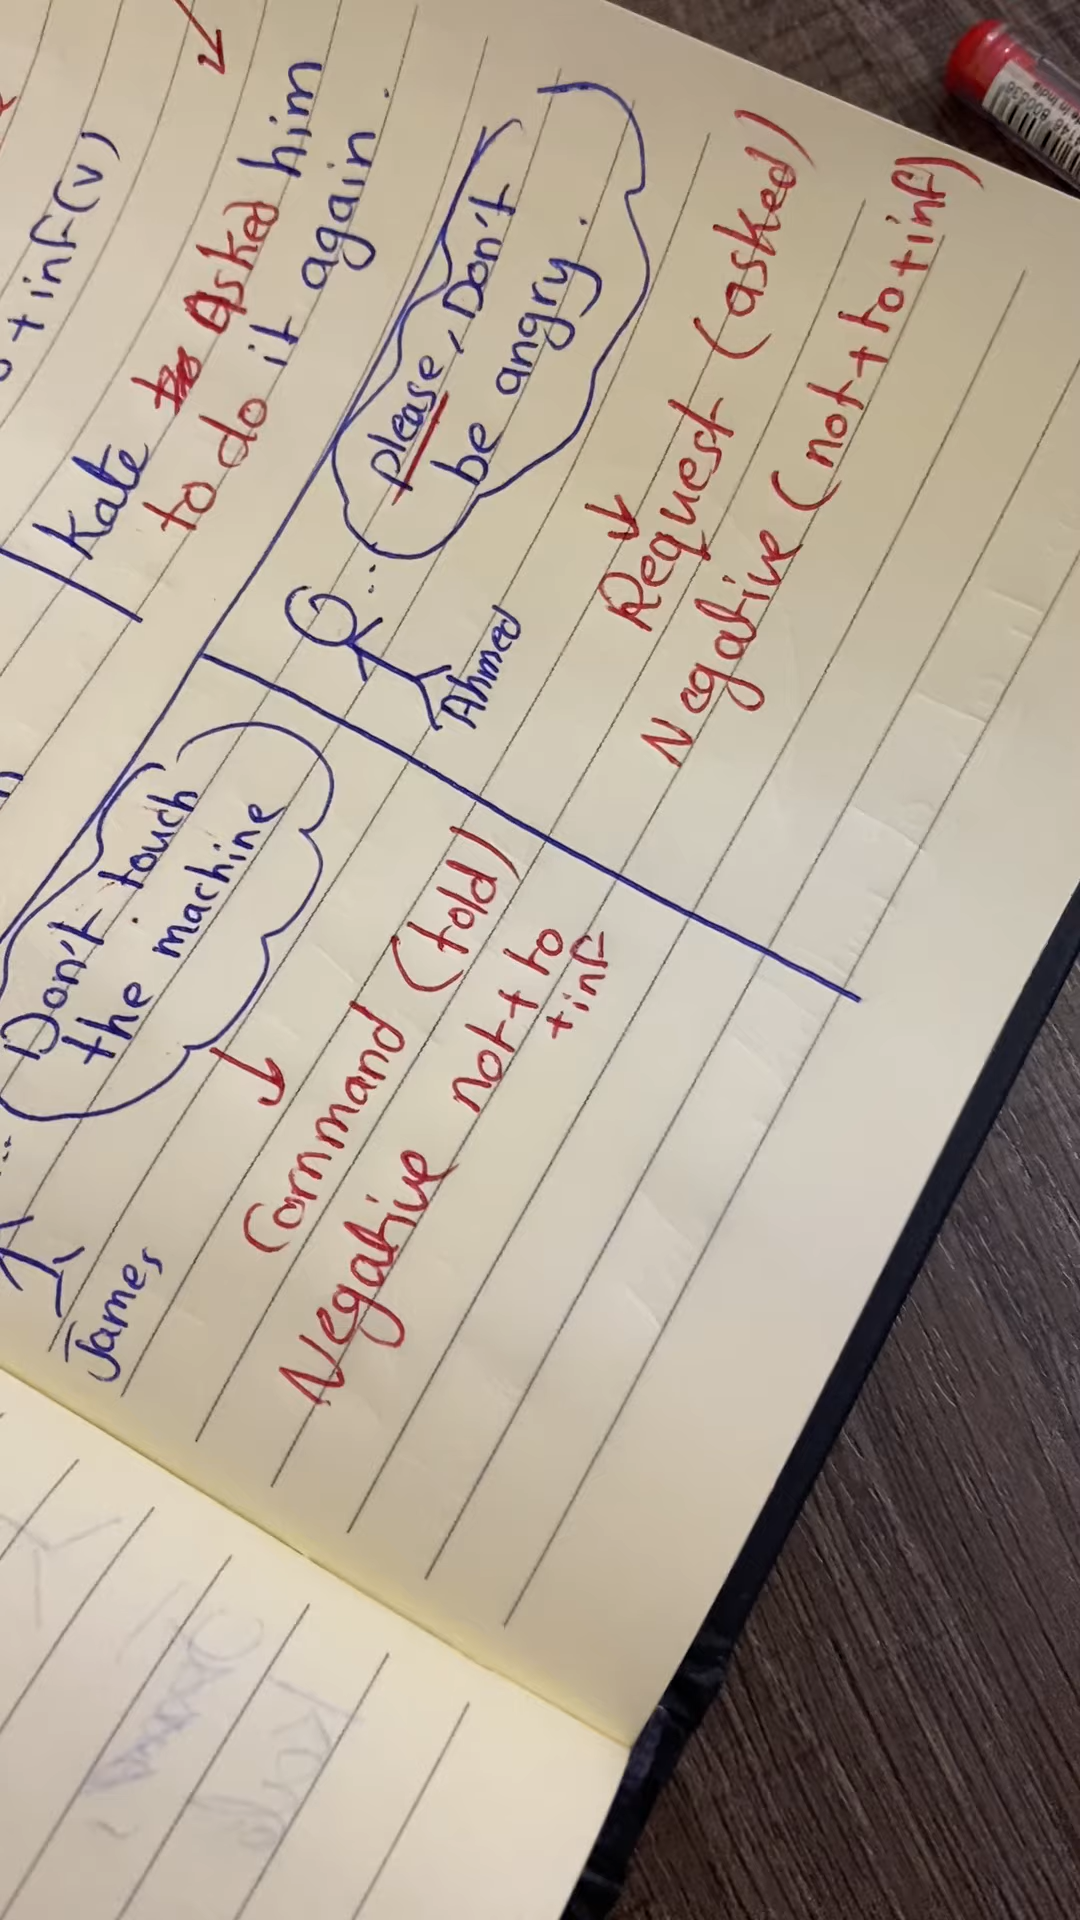 + inf(v)
Kate asked him
to do it again.
Don't touch
the machine
James
Command (told)
Negative not + to
+ inf
please, Don't
be angry.
Ahmed
Request (asked)
Negative (not + to + inf)